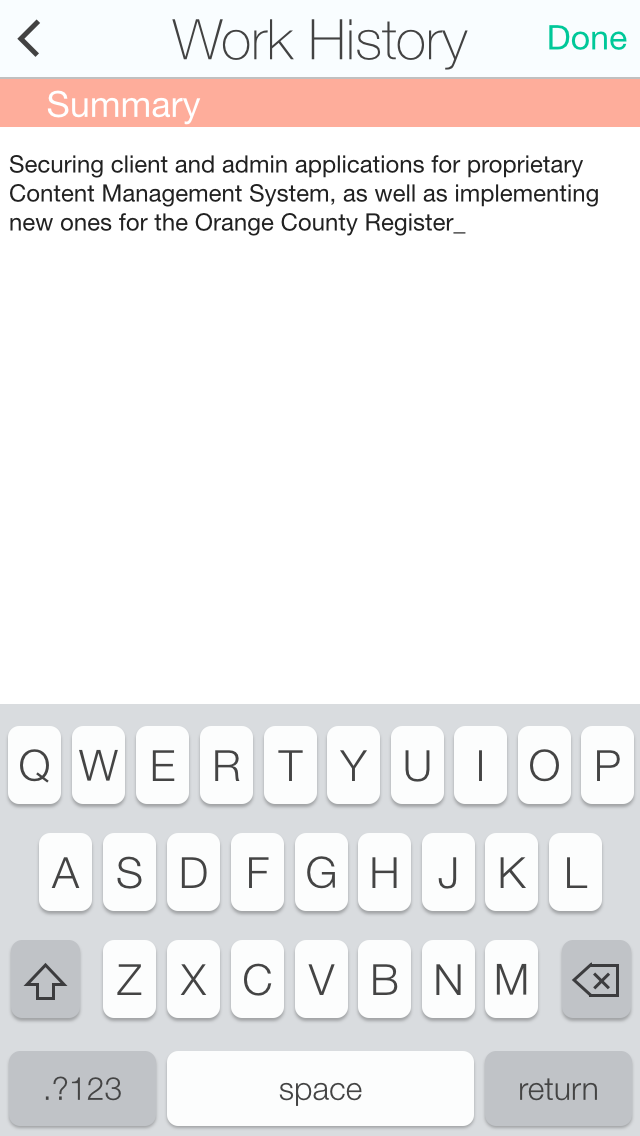 Work History
Done
Summary
Securing client and admin applications for proprietary
Content Management System, as well as implementing
new ones for the Orange County Register_
Q W E R T Y U I O P
A S D F G H J K L
Z X C V B N M
.?123 space return